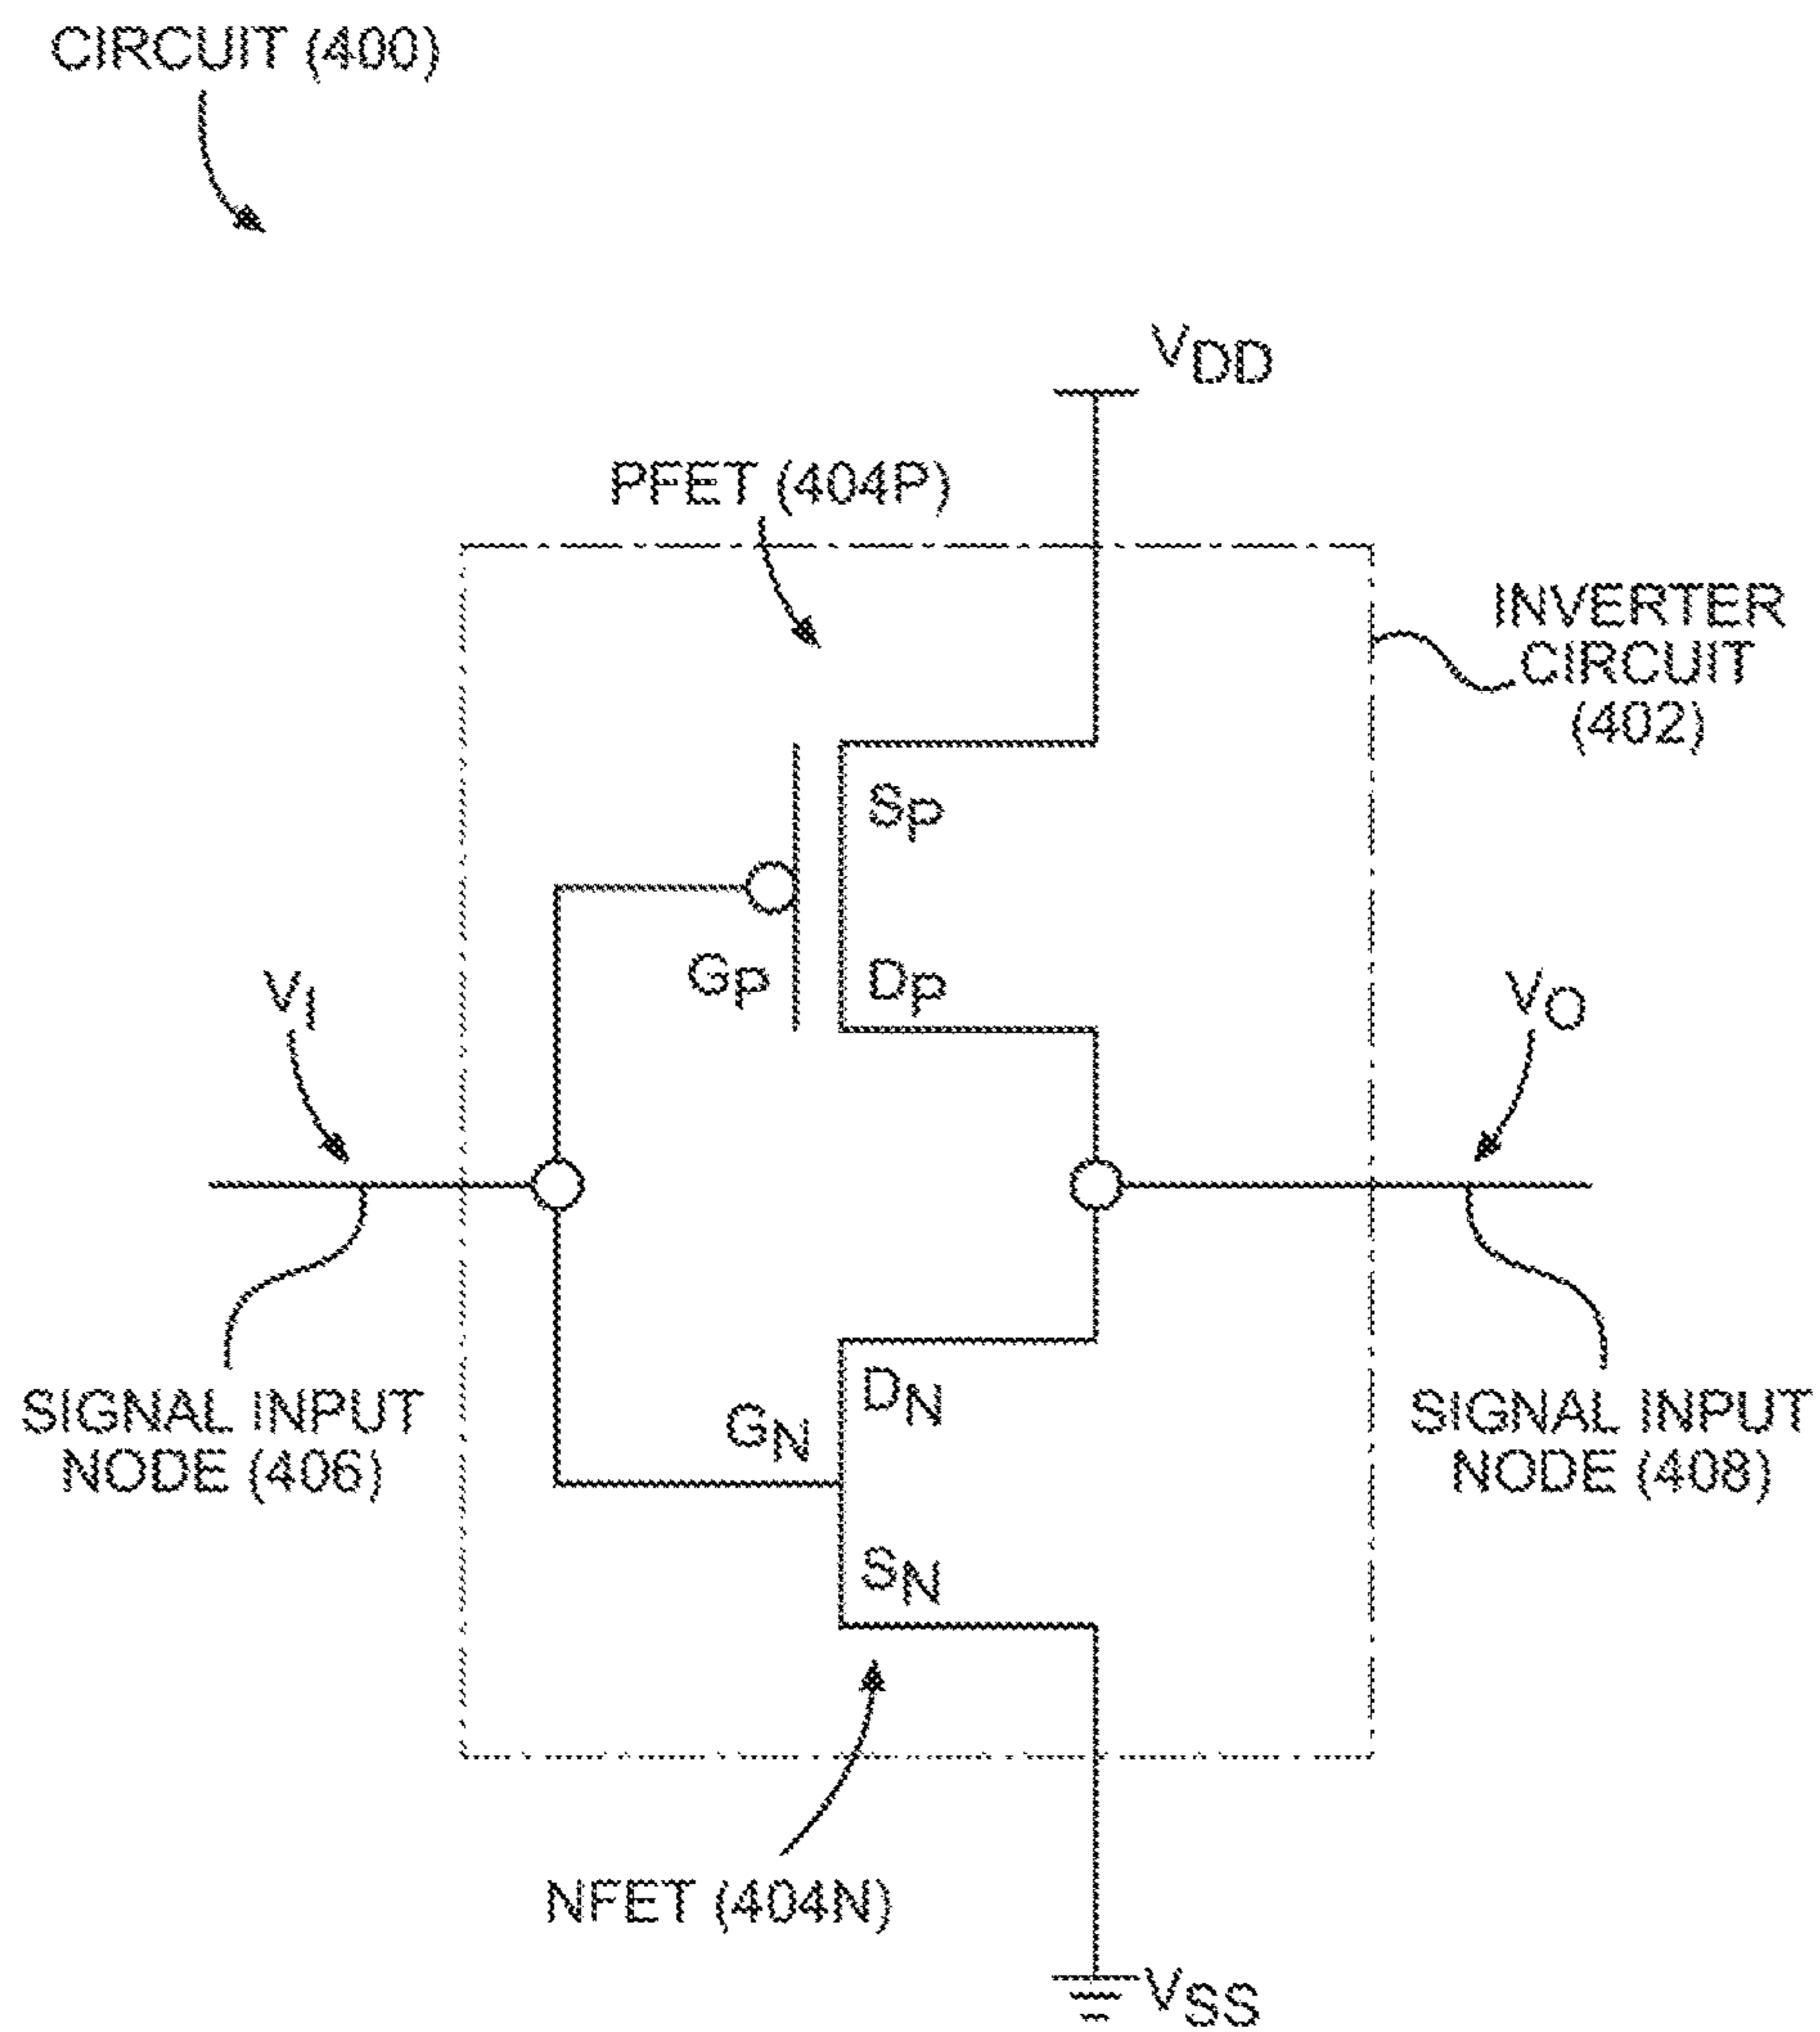 CIRCUIT (400)
VDD
PFET (404P)
INVERTER
CIRCUIT
(402)
SP
GP
DP
VI
VO
SIGNAL INPUT
NODE (406)
DN
GN
SIGNAL INPUT
NODE (408)
SN
NFET (404N)
VSS